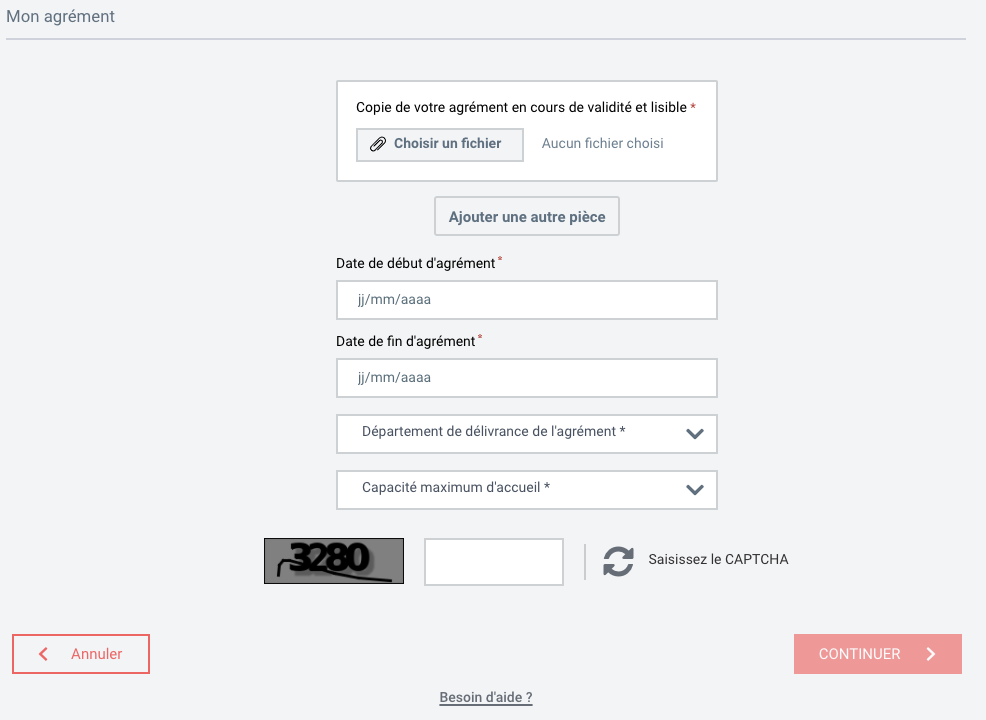 Mon agrément
Copie de votre agrément en cours de validité et lisible *
Choisir un fichier Aucun fichier choisi
Ajouter une autre pièce
Date de début d'agrément *
jj/mm/aaaa
Date de fin d'agrément *
jj/mm/aaaa
Département de délivrance de l'agrément *
Capacité maximum d'accueil *
3280 Saisissez le CAPTCHA
Annuler CONTINUER
Besoin d'aide ?